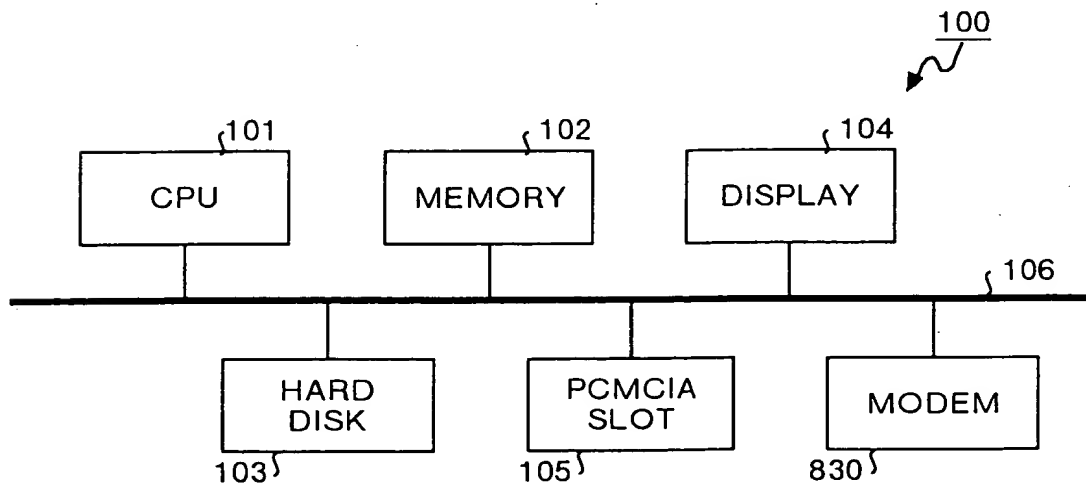 100
101
102
104
CPU
MEMORY
DISPLAY
106
HARD
DISK
PCMCIA
SLOT
MODEM
103
105
830